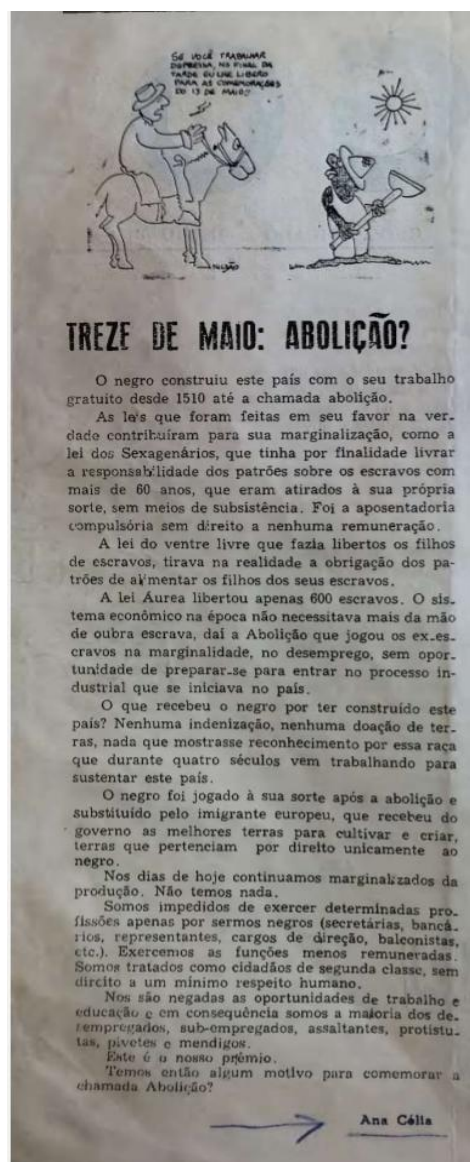 SE VOCÊ TRABALHAR
DEPRESSA, NO FINAL DA
TARDE EU LHE LIBERO
PARA AS COMEMORAÇÕES
DO 13 DE MAIO!
TREZE DE MAIO: ABOLIÇÃO?
O negro construiu este país com o seu trabalho
gratuito desde 1510 até a chamada abolição.
As le's que foram feitas em seu favor na ver-
dade contribuíram para sua marginalização, como a
lei dos Sexagenários, que tinha por finalidade livrar
a responsabilidade dos patrões sobre os escravos com
mais de 60 anos, que eram atirados à sua própria
sorte, sem meios de subsistência. Foi a aposentadoria
compulsória sem direito a nenhuma remuneração.
A lei do ventre livre que fazia libertos os filhos
de escravos, tirava na realidade a obrigação dos pa-
trões de al'mentar os filhos dos seus escravos.
A lei Áurea libertou apenas 600 escravos. O sis-
tema econômico na época não necessitava mais da mão
de oubra escrava, daí a Abolição que jogou os ex-es-
cravos na marginalidade, no desemprego, sem opor-
tunidade de preparar-se para entrar no processo in-
dustrial que se iniciava no país.
O que recebeu o negro por ter construído este
país? Nenhuma indenização, nenhuma doação de ter-
ras, nada que mostrasse reconhecimento por essa raça
que durante quatro séculos vem trabalhando para
sustentar este país.
O negro foi jogado à sua sorte após a abolição e
substituído pelo imigrante europeu, que recebeu do
governo as melhores terras para cultivar e criar,
terras que pertenciam por direito unicamente ao
negro.
Nos dias de hoje continuamos marginalizados da
produção. Não temos nada.
Somos impedidos de exercer determinadas pro-
fissões apenas por sermos negros (secretárias, bancá-
rios, representantes, cargos de direção, balconistas,
etc.). Exercemos as funções menos remuneradas.
Somos tratados como cidadãos de segunda classe, sem
direito a um mínimo respeito humano.
Nos são negadas as oportunidades de trabalho e
educação e em consequência somos a maioria dos de-
sempregados, sub-empregados, assaltantes, protistu-
tas, pivetes e mendigos.
Este é o nosso prêmio.
Temos então algum motivo para comemorar a
chamada Abolição?
Ana Célia